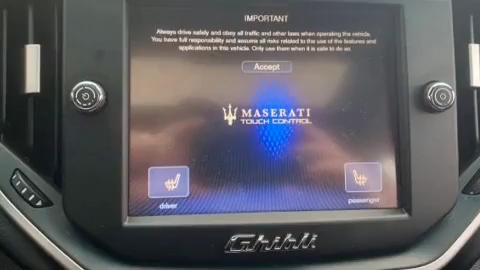 IMPORTANT
Always drive safely and obey all traffic and other laws when operating the vehicle.
You have full responsibility and assume all risks related to the use of the features and
applications in this vehicle. Only use them when it is safe to do so.
Accept
MASERATI
TOUCH CONTROL
driver
passenger
Ghibli